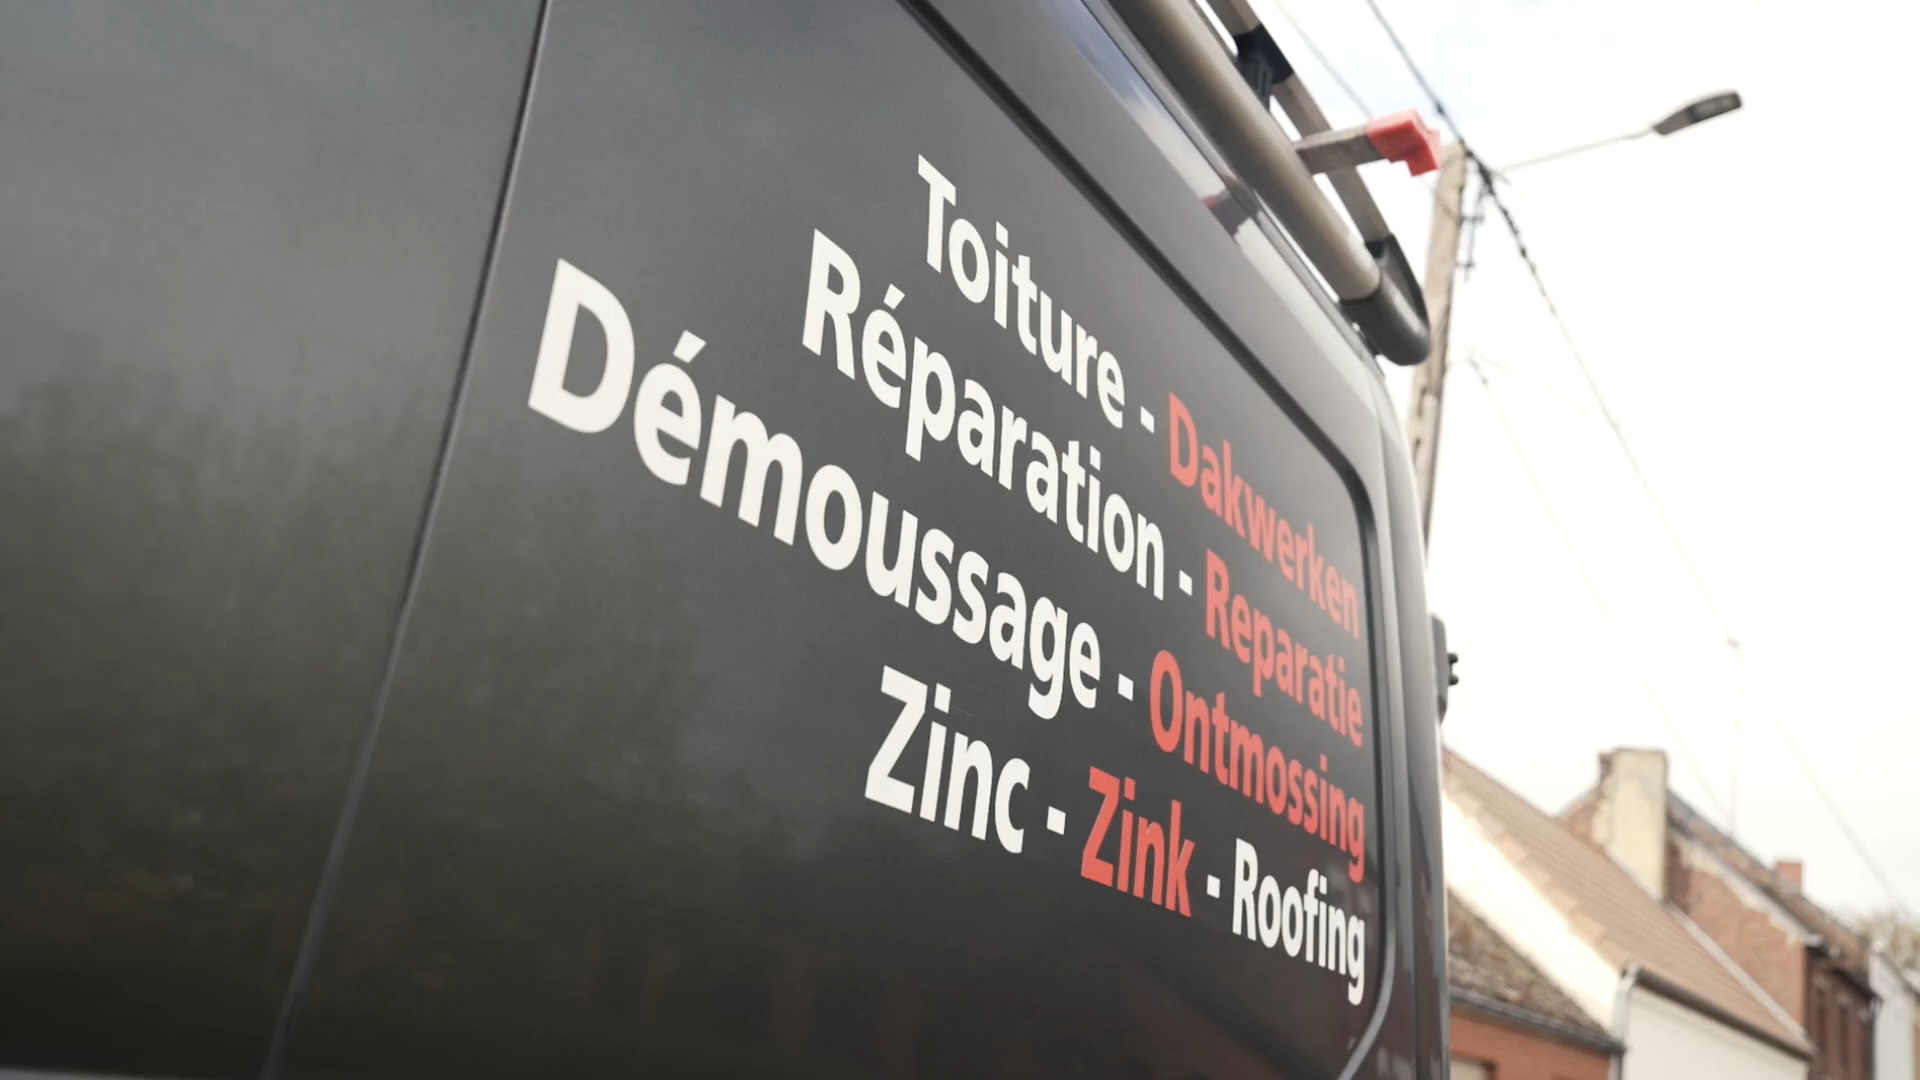 Toiture - Dakwerken
Réparation - Reparatie
Démoussage - Ontmossing
Zinc - Zink - Roofing